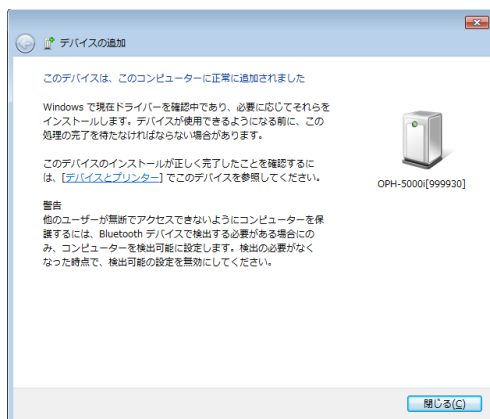 デバイスの追加
このデバイスは、このコンピューターに正常に追加されました
Windows で現在ドライバーを確認中であり、必要に応じてそれらを
インストールします。デバイスが使用できるようになる前に、この
処理の完了を待たなければならない場合があります。
このデバイスのインストールが正しく完了したことを確認するに
は、[デバイスとプリンター] でこのデバイスを参照してください。
OPH-5000i[999930]
警告
他のユーザーが無断でアクセスできないようにコンピューターを保
護するには、Bluetooth デバイスで検出する必要がある場合にの
み、コンピューターを検出可能に設定します。検出の必要がなく
なった時点で、検出可能の設定を無効にしてください。
閉じる(C)